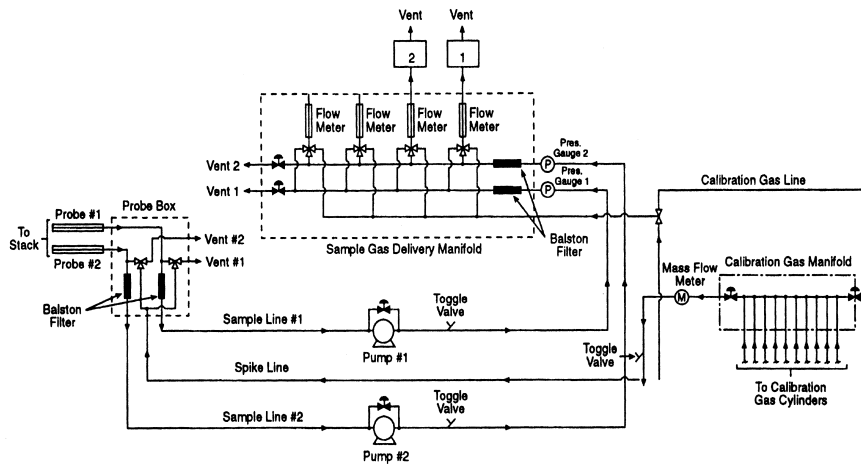 Vent
Vent
2
1
Flow
Meter
Flow
Meter
Flow
Meter
Flow
Meter
Pres.
Gauge 2
Vent 2
P
Pres.
Gauge 1
Vent 1
P
Calibration Gas Line
Probe Box
Probe #1
To
Stack
Vent #2
Sample Gas Delivery Manifold
Balston
Filter
Probe #2
Vent #1
Mass Flow
Meter
Calibration Gas Manifold
M
Balston
Filter
Sample Line #1
Toggle
Valve
Pump #1
Toggle
Valve
Spike Line
To Calibration
Gas Cylinders
Sample Line #2
Toggle
Valve
Pump #2